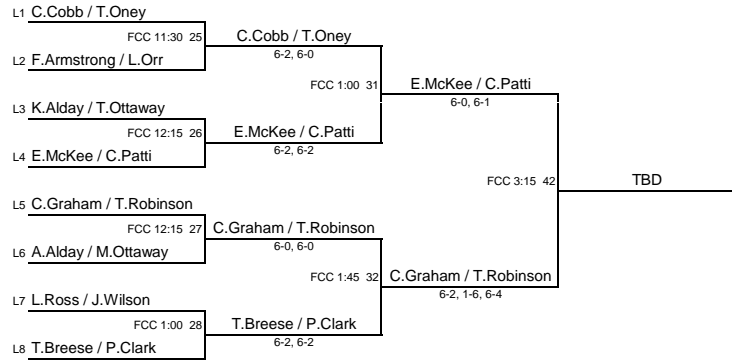 L1 C.Cobb / T.Oney
FCC 11:30 25
C.Cobb / T.Oney
6-2, 6-0
L2 F.Armstrong / L.Orr
FCC 1:00 31
E.McKee / C.Patti
6-0, 6-1
L3 K.Alday / T.Ottaway
FCC 12:15 26
E.McKee / C.Patti
6-2, 6-2
L4 E.McKee / C.Patti
FCC 3:15 42
TBD
L5 C.Graham / T.Robinson
FCC 12:15 27
C.Graham / T.Robinson
6-0, 6-0
L6 A.Alday / M.Ottaway
FCC 1:45 32
C.Graham / T.Robinson
6-2, 1-6, 6-4
L7 L.Ross / J.Wilson
FCC 1:00 28
T.Breese / P.Clark
6-2, 6-2
L8 T.Breese / P.Clark